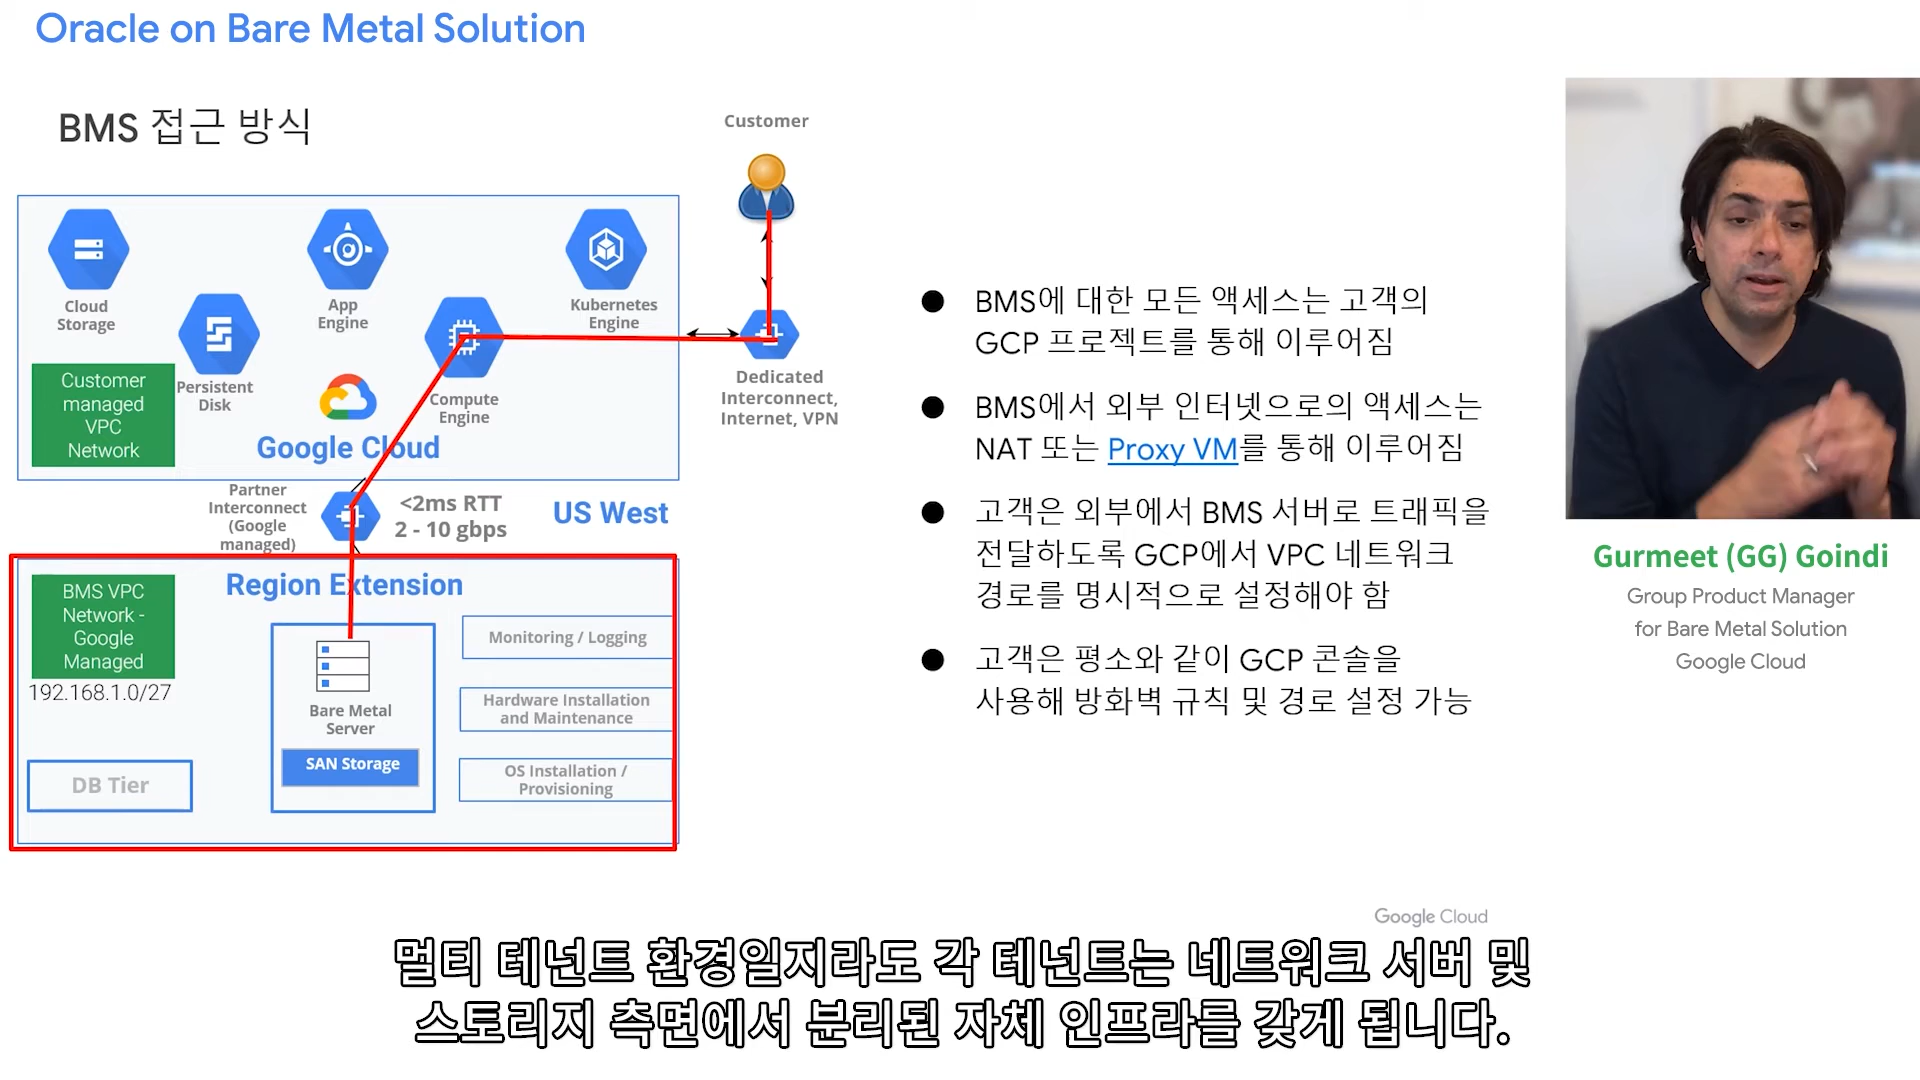 Oracle on Bare Metal Solution
BMS 접근 방식
Customer
Cloud
Storage
App
Engine
Kubernetes
Engine
Persistent
Disk
Compute
Engine
Customer
managed
VPC
Network
Google Cloud
Dedicated
Interconnect,
Internet, VPN
Partner
Interconnect
(Google
managed)
<2ms RTT
2 - 10 gbps
US West
Region Extension
BMS VPC
Network -
Google
Managed
192.168.1.0/27
DB Tier
Bare Metal
Server
SAN Storage
Monitoring / Logging
Hardware Installation
and Maintenance
OS Installation /
Provisioning
● BMS에 대한 모든 액세스는 고객의
GCP 프로젝트를 통해 이루어짐
● BMS에서 외부 인터넷으로의 액세스는
NAT 또는 Proxy VM를 통해 이루어짐
● 고객은 외부에서 BMS 서버로 트래픽을
전달하도록 GCP에서 VPC 네트워크
경로를 명시적으로 설정해야 함
● 고객은 평소와 같이 GCP 콘솔을
사용해 방화벽 규칙 및 경로 설정 가능
Gurmeet (GG) Goindi
Group Product Manager
for Bare Metal Solution
Google Cloud
Google Cloud
멀티 테넌트 환경일지라도 각 테넌트는 네트워크 서버 및
스토리지 측면에서 분리된 자체 인프라를 갖게 됩니다.